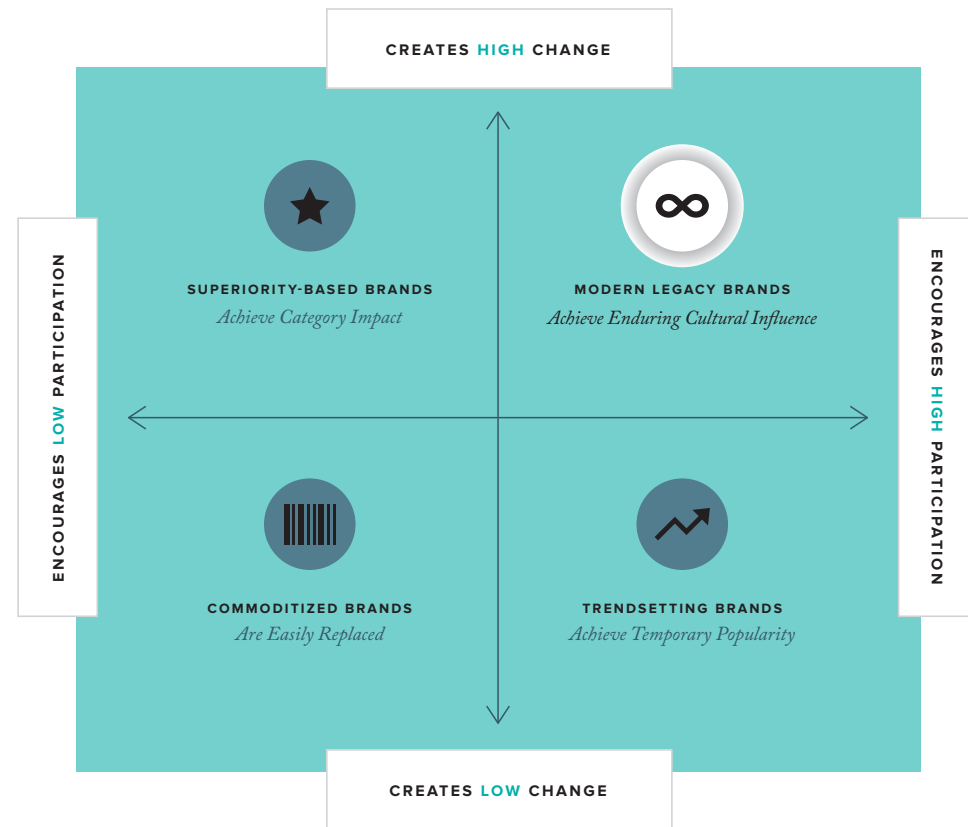 CREATES HIGH CHANGE
SUPERIORITY-BASED BRANDS
Achieve Category Impact
MODERN LEGACY BRANDS
Achieve Enduring Cultural Influence
ENCOURAGES LOW PARTICIPATION
ENCOURAGES HIGH PARTICIPATION
COMMODITIZED BRANDS
Are Easily Replaced
TRENDSETTING BRANDS
Achieve Temporary Popularity
CREATES LOW CHANGE